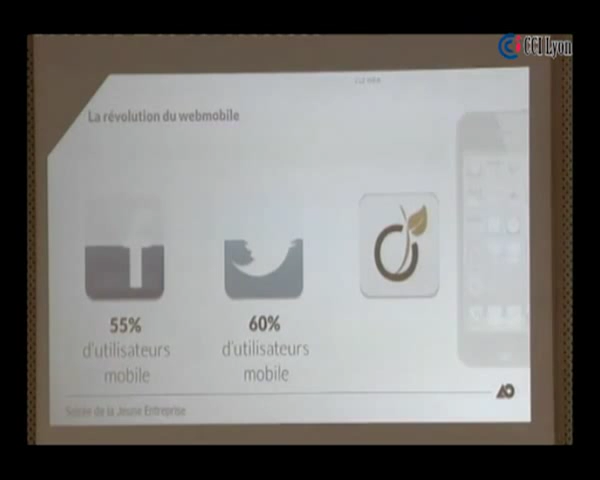 CCI Lyon
La révolution du webmobile
55%
d'utilisateurs
mobile
60%
d'utilisateurs
mobile
Soirée de la Jeune Entreprise